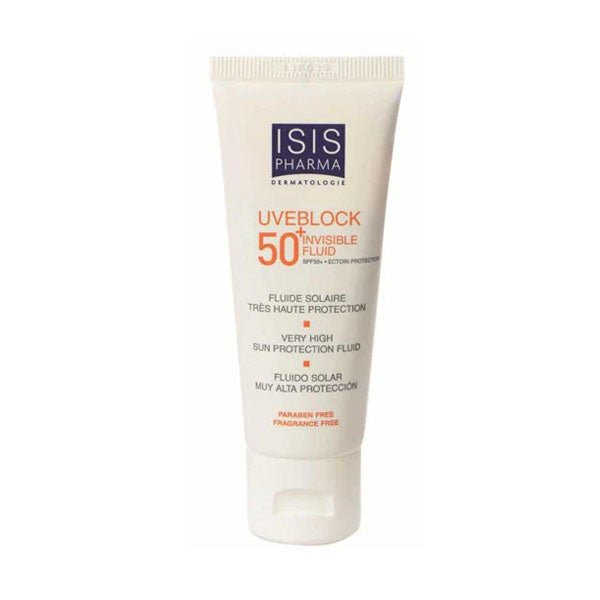 ISIS
PHARMA
DERMATOLOGIE
UVEBLOCK
50+ INVISIBLE
FLUID
SPF50+ • ECTOIN PROTECTION
FLUIDE SOLAIRE
TRÈS HAUTE PROTECTION
VERY HIGH
SUN PROTECTION FLUID
FLUIDO SOLAR
MUY ALTA PROTECCIÓN
PARABEN FREE
FRAGRANCE FREE